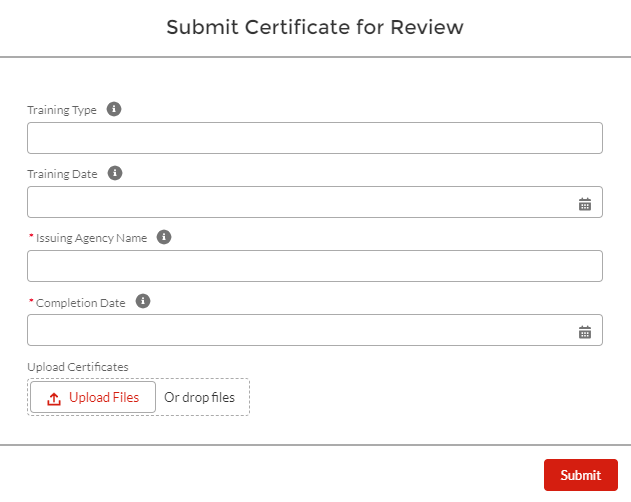 Submit Certificate for Review
Training Type
Training Date
* Issuing Agency Name
* Completion Date
Upload Certificates
Upload Files Or drop files
Submit